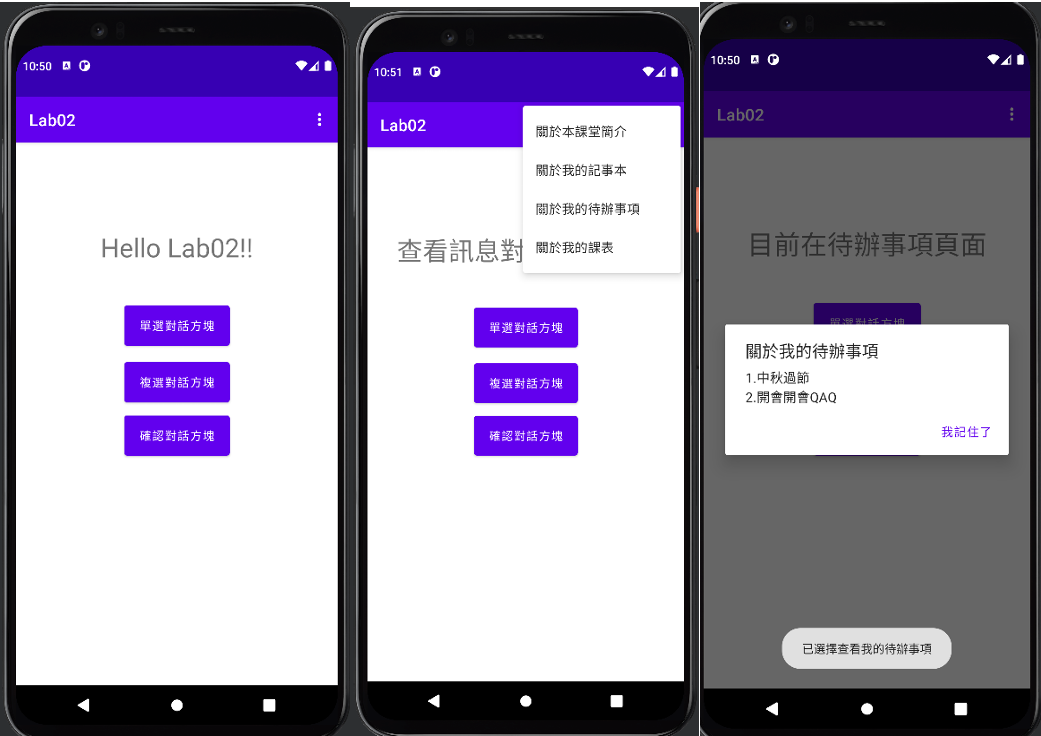 10:50
Lab02
Hello Lab02!!
單選對話方塊
複選對話方塊
確認對話方塊
10:51
Lab02
關於本課堂簡介
關於我的記事本
關於我的待辦事項
關於我的課表
查看訊息對
單選對話方塊
複選對話方塊
確認對話方塊
10:50
Lab02
目前在待辦事項頁面
單選對話方塊
關於我的待辦事項
1.中秋過節
2.開會開會QAQ
我記住了
已選擇查看我的待辦事項